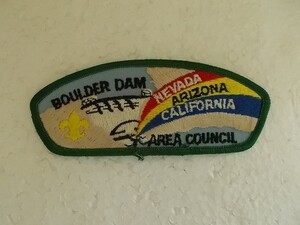 BOULDER DAM
NEVADA
ARIZONA
CALIFORNIA
AREA COUNCIL